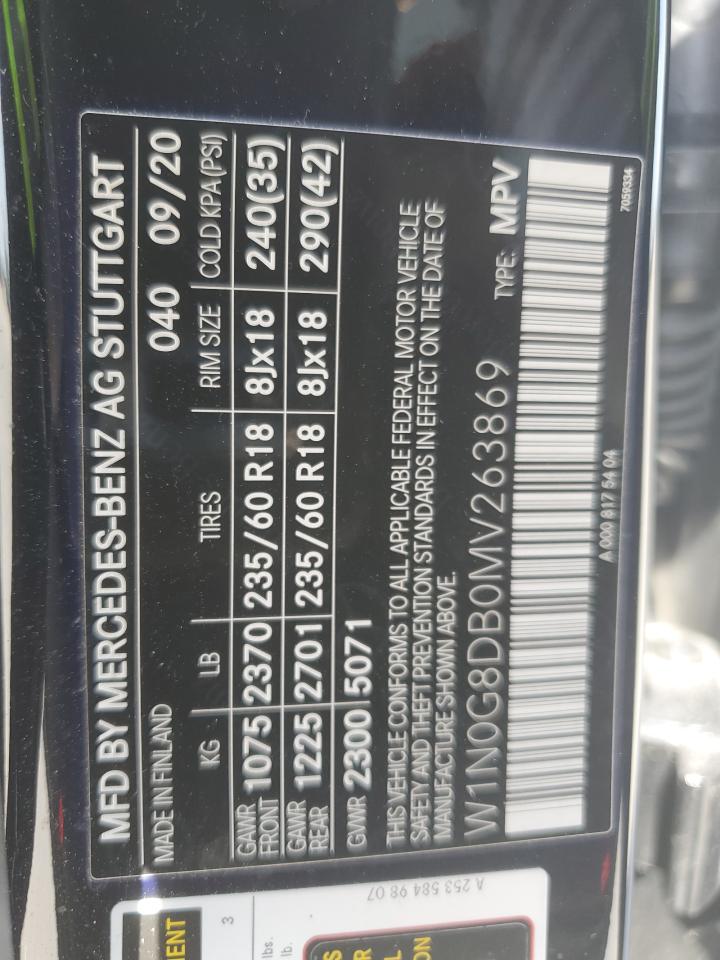 MFD BY MERCEDES-BENZ AG STUTTGART
MADE IN FINLAND 040 09/20
KG LB TIRES RIM SIZE COLD KPA(PSI)
GAWR FRONT 1075 2370 235/60 R18 8Jx18 240(35)
GAWR REAR 1225 2701 235/60 R18 8Jx18 290(42)
GVWR 2300 5071
THIS VEHICLE CONFORMS TO ALL APPLICABLE FEDERAL MOTOR VEHICLE
SAFETY AND THEFT PREVENTION STANDARDS IN EFFECT ON THE DATE OF
MANUFACTURE SHOWN ABOVE.
W1N0G8DB0MV263869 TYPE: MPV
A 000 817 54 04 7059334
A 253 584 98 07
3
lbs.
lb.